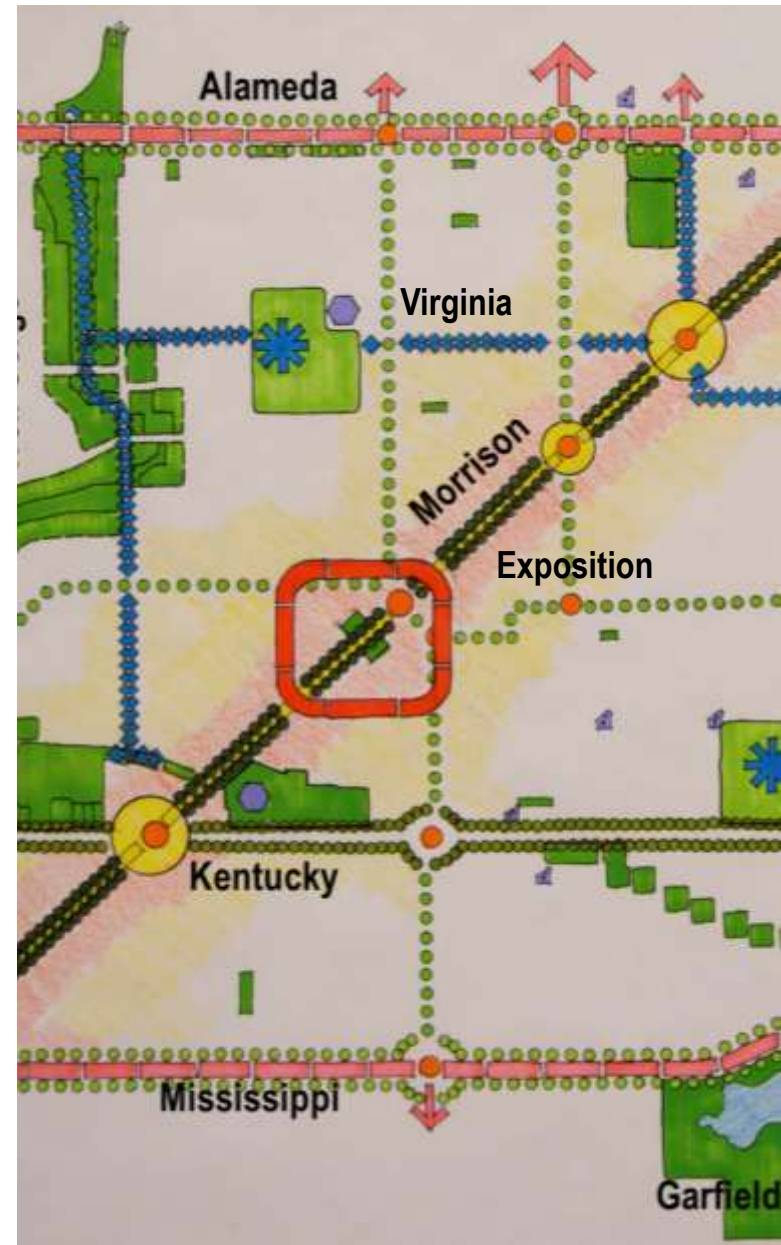 Alameda
Virginia
Morrison
Exposition
Kentucky
Mississippi
Garfield